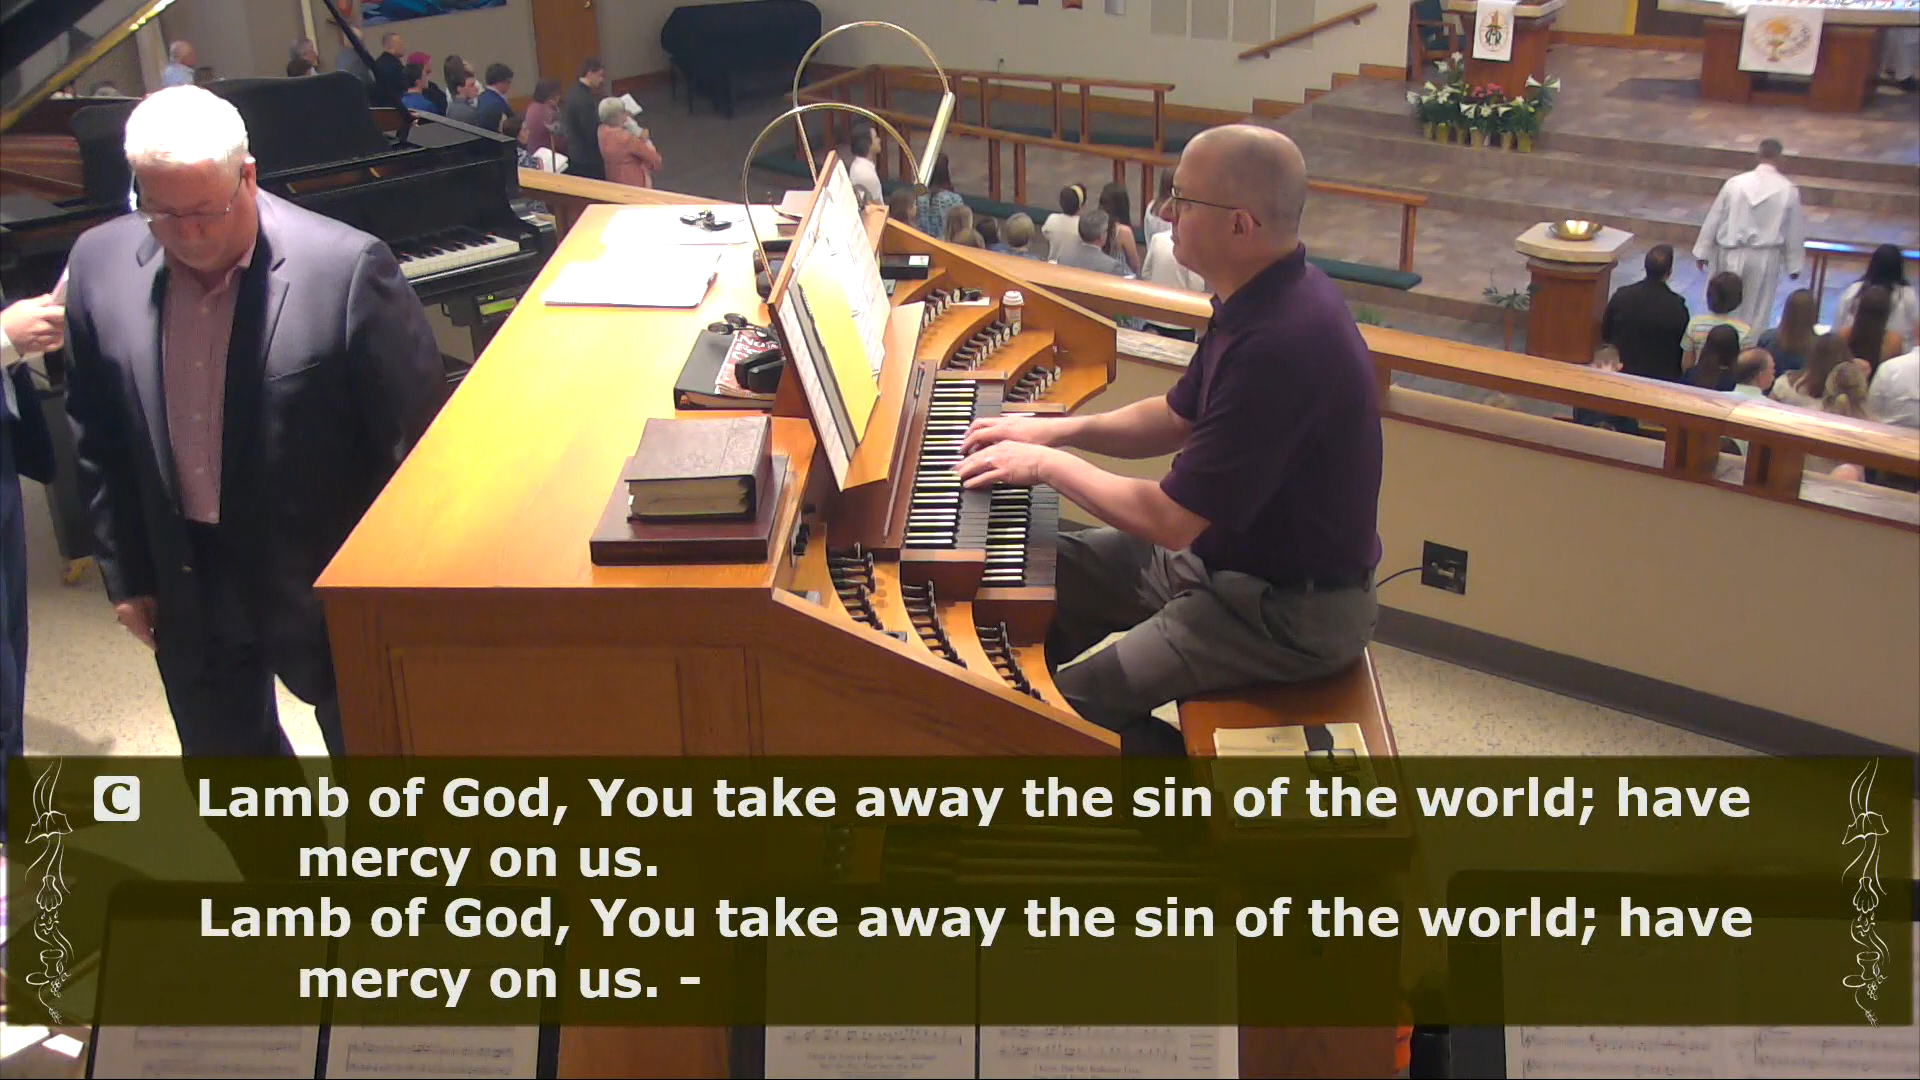 C Lamb of God, You take away the sin of the world; have
mercy on us.
Lamb of God, You take away the sin of the world; have
mercy on us. -